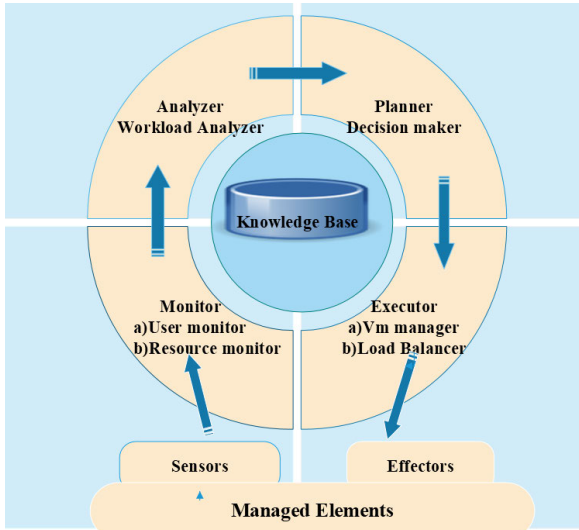 Analyzer
Workload Analyzer
Planner
Decision maker
Knowledge Base
Monitor
a)User monitor
b)Resource monitor
Executor
a)Vm manager
b)Load Balancer
Sensors
Effectors
Managed Elements